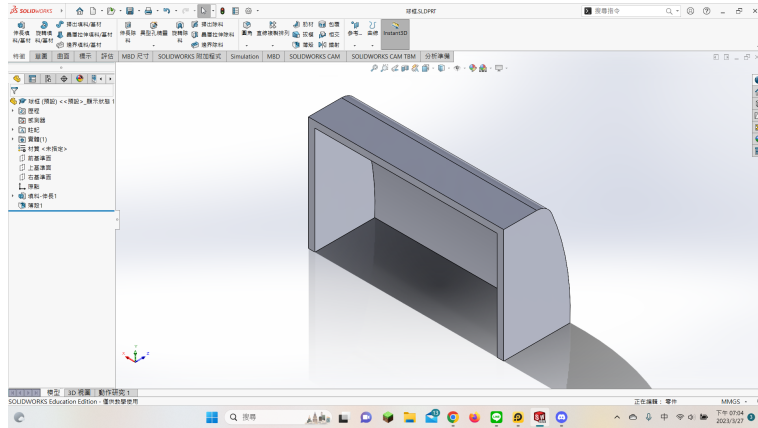 SOLIDWORKS
球框.SLDPRT
搜尋指令
伸長填料/基材
旋轉填料/基材
掃出填料/基材
疊層拉伸填料/基材
邊界填料/基材
伸長除料
異型孔精靈
旋轉除料
掃出除料
疊層拉伸除料
邊界除料
圓角
直線複製排列
肋材
拔模
薄殼
包覆
相交
鏡射
參考...
曲線
Instant3D
特徵 草圖 曲面 標示 評估 MBD 尺寸 SOLIDWORKS 附加程式 Simulation MBD SOLIDWORKS CAM SOLIDWORKS CAM TBM 分析準備
球框 (預設) <<預設>_顯示狀態 1
歷程
感測器
註記
實體(1)
材質 <未指定>
前基準面
上基準面
右基準面
原點
填料-伸長1
薄殼1
Y
X
Z
模型 3D 視圖 動作研究 1
SOLIDWORKS Education Edition - 僅供教學使用
正在編輯：零件
MMGS
搜尋
中
下午 07:04
2023/3/27